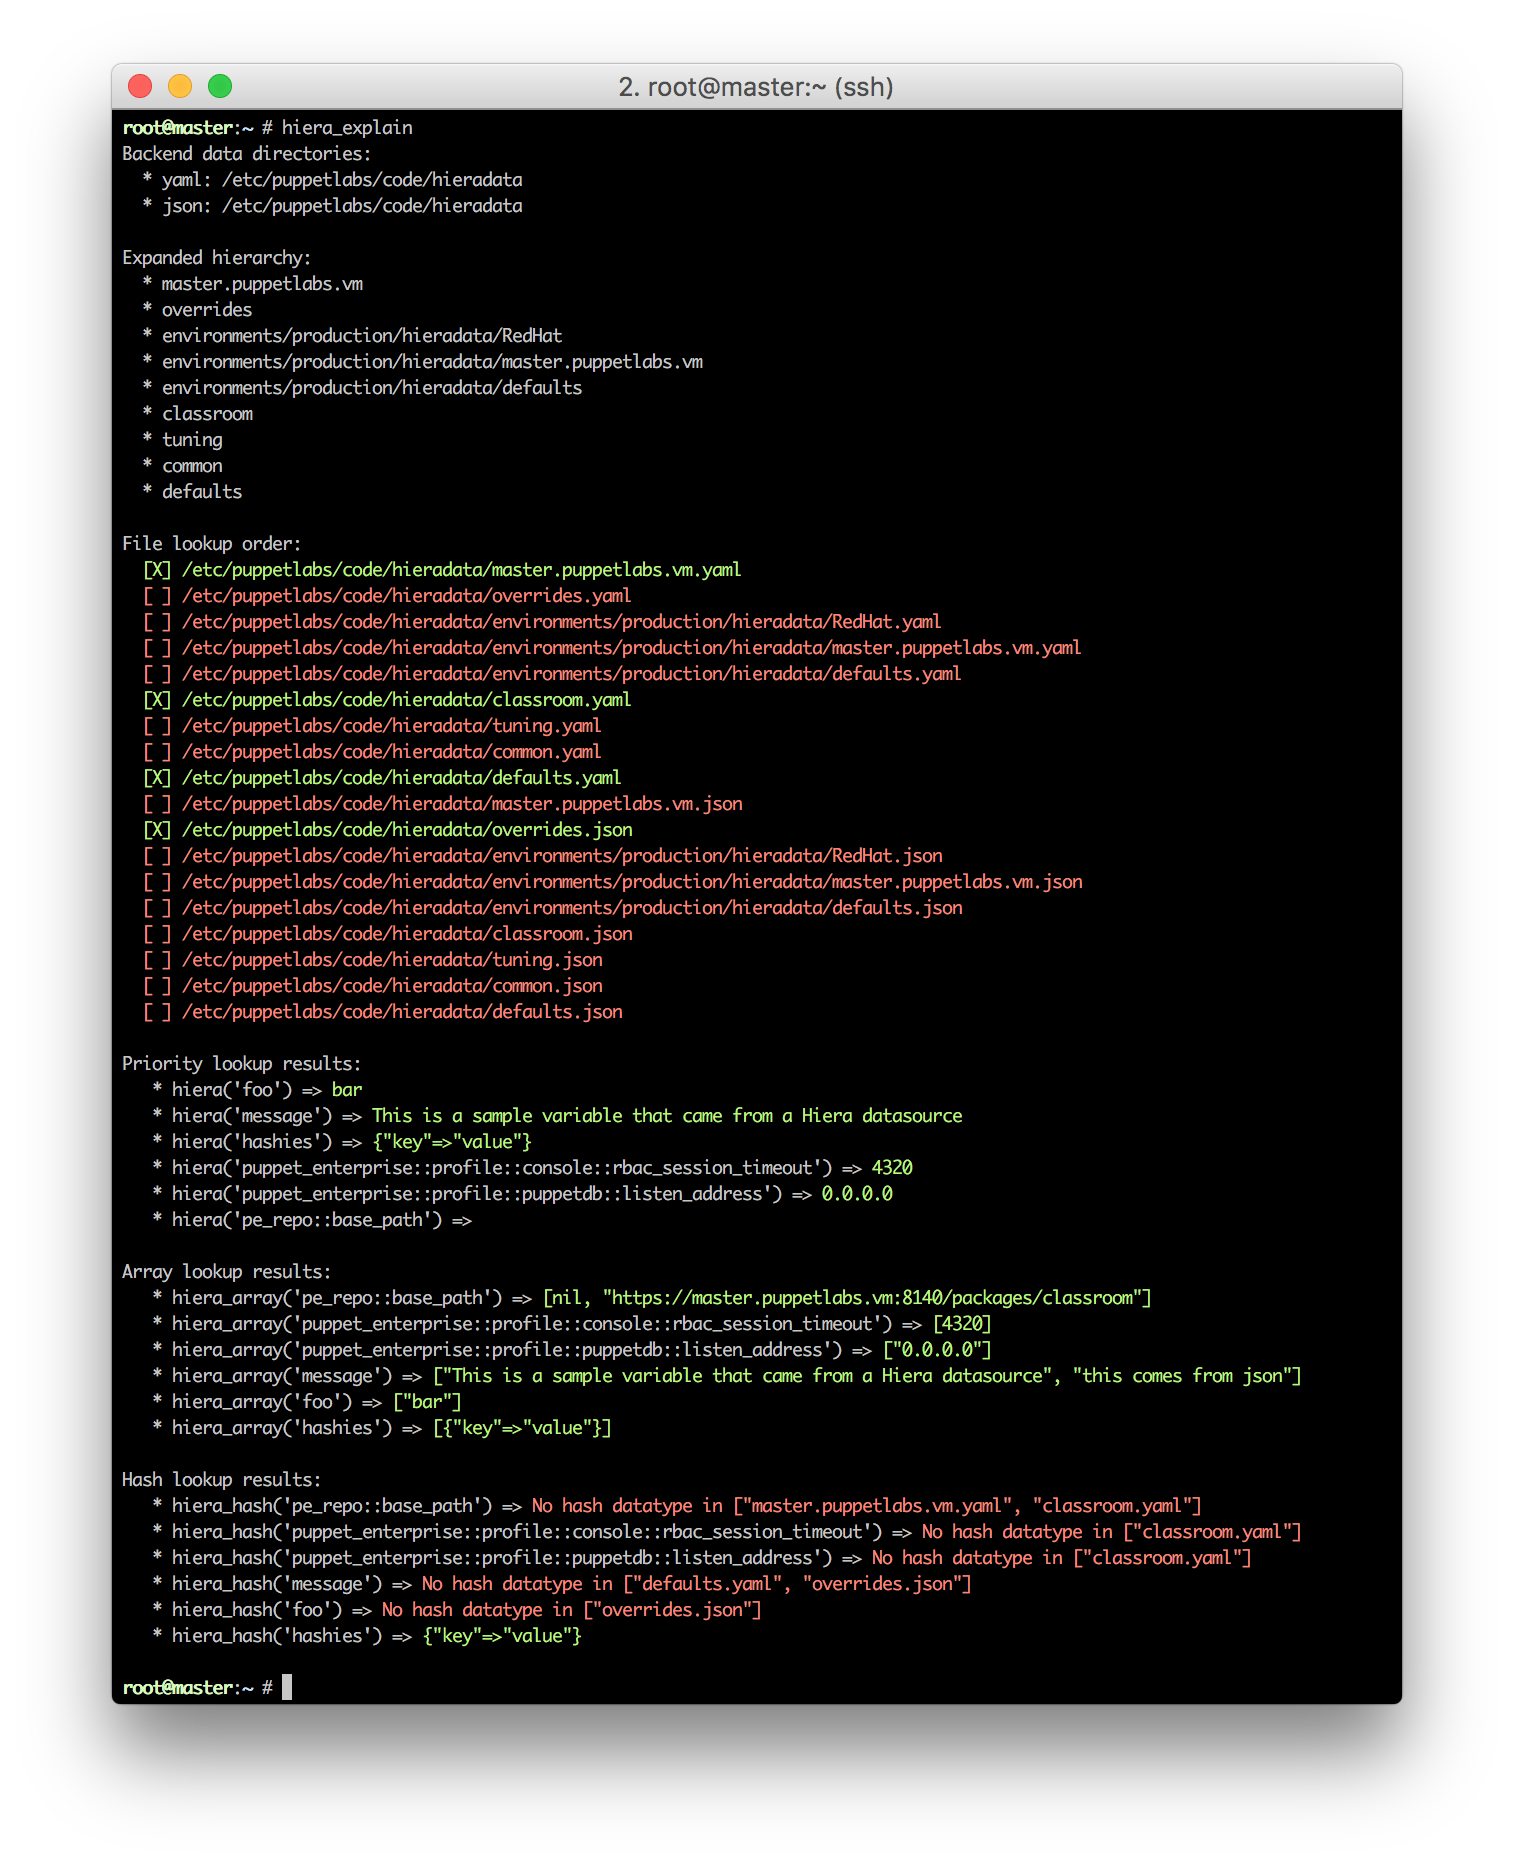 2. root@master:~ (ssh)
root@master:~ # hiera_explain
Backend data directories:
  * yaml: /etc/puppetlabs/code/hieradata
  * json: /etc/puppetlabs/code/hieradata

Expanded hierarchy:
  * master.puppetlabs.vm
  * overrides
  * environments/production/hieradata/RedHat
  * environments/production/hieradata/master.puppetlabs.vm
  * environments/production/hieradata/defaults
  * classroom
  * tuning
  * common
  * defaults

File lookup order:
  [X] /etc/puppetlabs/code/hieradata/master.puppetlabs.vm.yaml
  [ ] /etc/puppetlabs/code/hieradata/overrides.yaml
  [ ] /etc/puppetlabs/code/hieradata/environments/production/hieradata/RedHat.yaml
  [ ] /etc/puppetlabs/code/hieradata/environments/production/hieradata/master.puppetlabs.vm.yaml
  [ ] /etc/puppetlabs/code/hieradata/environments/production/hieradata/defaults.yaml
  [X] /etc/puppetlabs/code/hieradata/classroom.yaml
  [ ] /etc/puppetlabs/code/hieradata/tuning.yaml
  [ ] /etc/puppetlabs/code/hieradata/common.yaml
  [X] /etc/puppetlabs/code/hieradata/defaults.yaml
  [ ] /etc/puppetlabs/code/hieradata/master.puppetlabs.vm.json
  [X] /etc/puppetlabs/code/hieradata/overrides.json
  [ ] /etc/puppetlabs/code/hieradata/environments/production/hieradata/RedHat.json
  [ ] /etc/puppetlabs/code/hieradata/environments/production/hieradata/master.puppetlabs.vm.json
  [ ] /etc/puppetlabs/code/hieradata/environments/production/hieradata/defaults.json
  [ ] /etc/puppetlabs/code/hieradata/classroom.json
  [ ] /etc/puppetlabs/code/hieradata/tuning.json
  [ ] /etc/puppetlabs/code/hieradata/common.json
  [ ] /etc/puppetlabs/code/hieradata/defaults.json

Priority lookup results:
   * hiera('foo') => bar
   * hiera('message') => This is a sample variable that came from a Hiera datasource
   * hiera('hashies') => {"key"=>"value"}
   * hiera('puppet_enterprise::profile::console::rbac_session_timeout') => 4320
   * hiera('puppet_enterprise::profile::puppetdb::listen_address') => 0.0.0.0
   * hiera('pe_repo::base_path') =>

Array lookup results:
   * hiera_array('pe_repo::base_path') => [nil, "https://master.puppetlabs.vm:8140/packages/classroom"]
   * hiera_array('puppet_enterprise::profile::console::rbac_session_timeout') => [4320]
   * hiera_array('puppet_enterprise::profile::puppetdb::listen_address') => ["0.0.0.0"]
   * hiera_array('message') => ["This is a sample variable that came from a Hiera datasource", "this comes from json"]
   * hiera_array('foo') => ["bar"]
   * hiera_array('hashies') => [{"key"=>"value"}]

Hash lookup results:
   * hiera_hash('pe_repo::base_path') => No hash datatype in ["master.puppetlabs.vm.yaml", "classroom.yaml"]
   * hiera_hash('puppet_enterprise::profile::console::rbac_session_timeout') => No hash datatype in ["classroom.yaml"]
   * hiera_hash('puppet_enterprise::profile::puppetdb::listen_address') => No hash datatype in ["classroom.yaml"]
   * hiera_hash('message') => No hash datatype in ["defaults.yaml", "overrides.json"]
   * hiera_hash('foo') => No hash datatype in ["overrides.json"]
   * hiera_hash('hashies') => {"key"=>"value"}

root@master:~ #